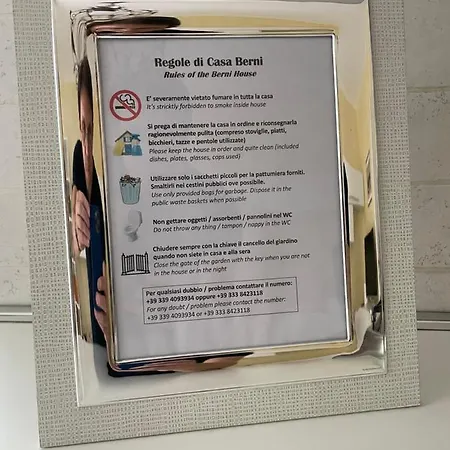 Regole di Casa Berni
Rules of the Berni House
E' severamente vietato fumare in tutta la casa
It's strictly forbidden to smoke inside house
Si prega di mantenere la casa in ordine e riconsegnarla
ragionevolmente pulita (compreso stoviglie, piatti,
bicchieri, tazze e pentole utilizzate)
Please keep the house in order and quite clean (included
dishes, plates, glasses, cops used)
Utilizzare solo i sacchetti piccoli per la pattumiera forniti.
Smaltirli nei cestini pubblici ove possibile.
Use only provided bags for garbage. Dispose it in the
public waste baskets when possible
Non gettare oggetti / assorbenti / pannolini nel WC
Do not throw any thing / tampon / nappy in the WC
Chiudere sempre con la chiave il cancello del giardino
quando non siete in casa e alla sera
Close the gate of the garden with the key when you are not
in the house or in the night
Per qualsiasi dubbio / problema contattare il numero:
+39 339 4093934 oppure +39 333 8423118
For any doubt / problem please contact the number:
+39 339 4093934 or +39 333 8423118